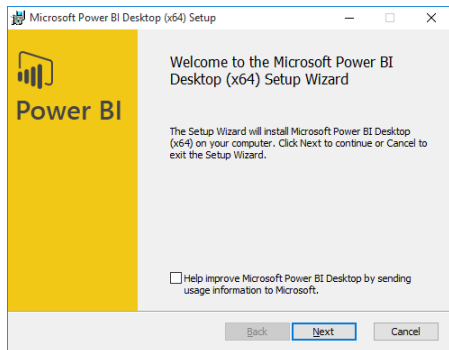 Microsoft Power BI Desktop (x64) Setup
Power BI
Welcome to the Microsoft Power BI
Desktop (x64) Setup Wizard
The Setup Wizard will install Microsoft Power BI Desktop
(x64) on your computer. Click Next to continue or Cancel to
exit the Setup Wizard.
Help improve Microsoft Power BI Desktop by sending
usage information to Microsoft.
Back
Next
Cancel